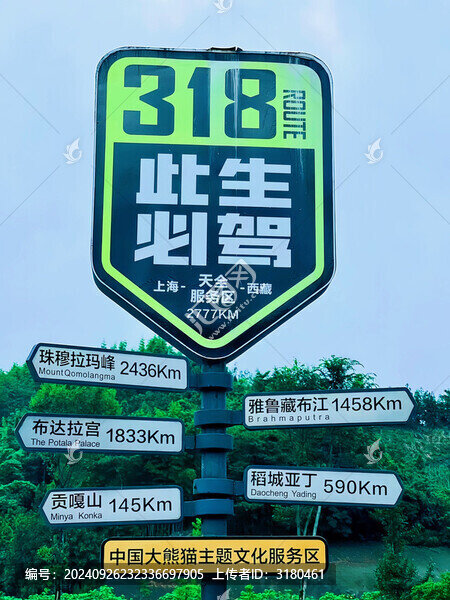 318
ROUTE
此生
必驾
上海-天全服务区-西藏
2777KM
珠穆拉玛峰 2436KM
MountQomolangma
雅鲁藏布江 1458Km
Brahmaputra
布达拉宫 1833Km
The Potala Palace
稻城亚丁 590Km
Daocheng Yading
贡嘎山 145Km
Minya Konka
中国大熊猫主题文化服务区
编号:20240926232336697905 上传者ID:3180461